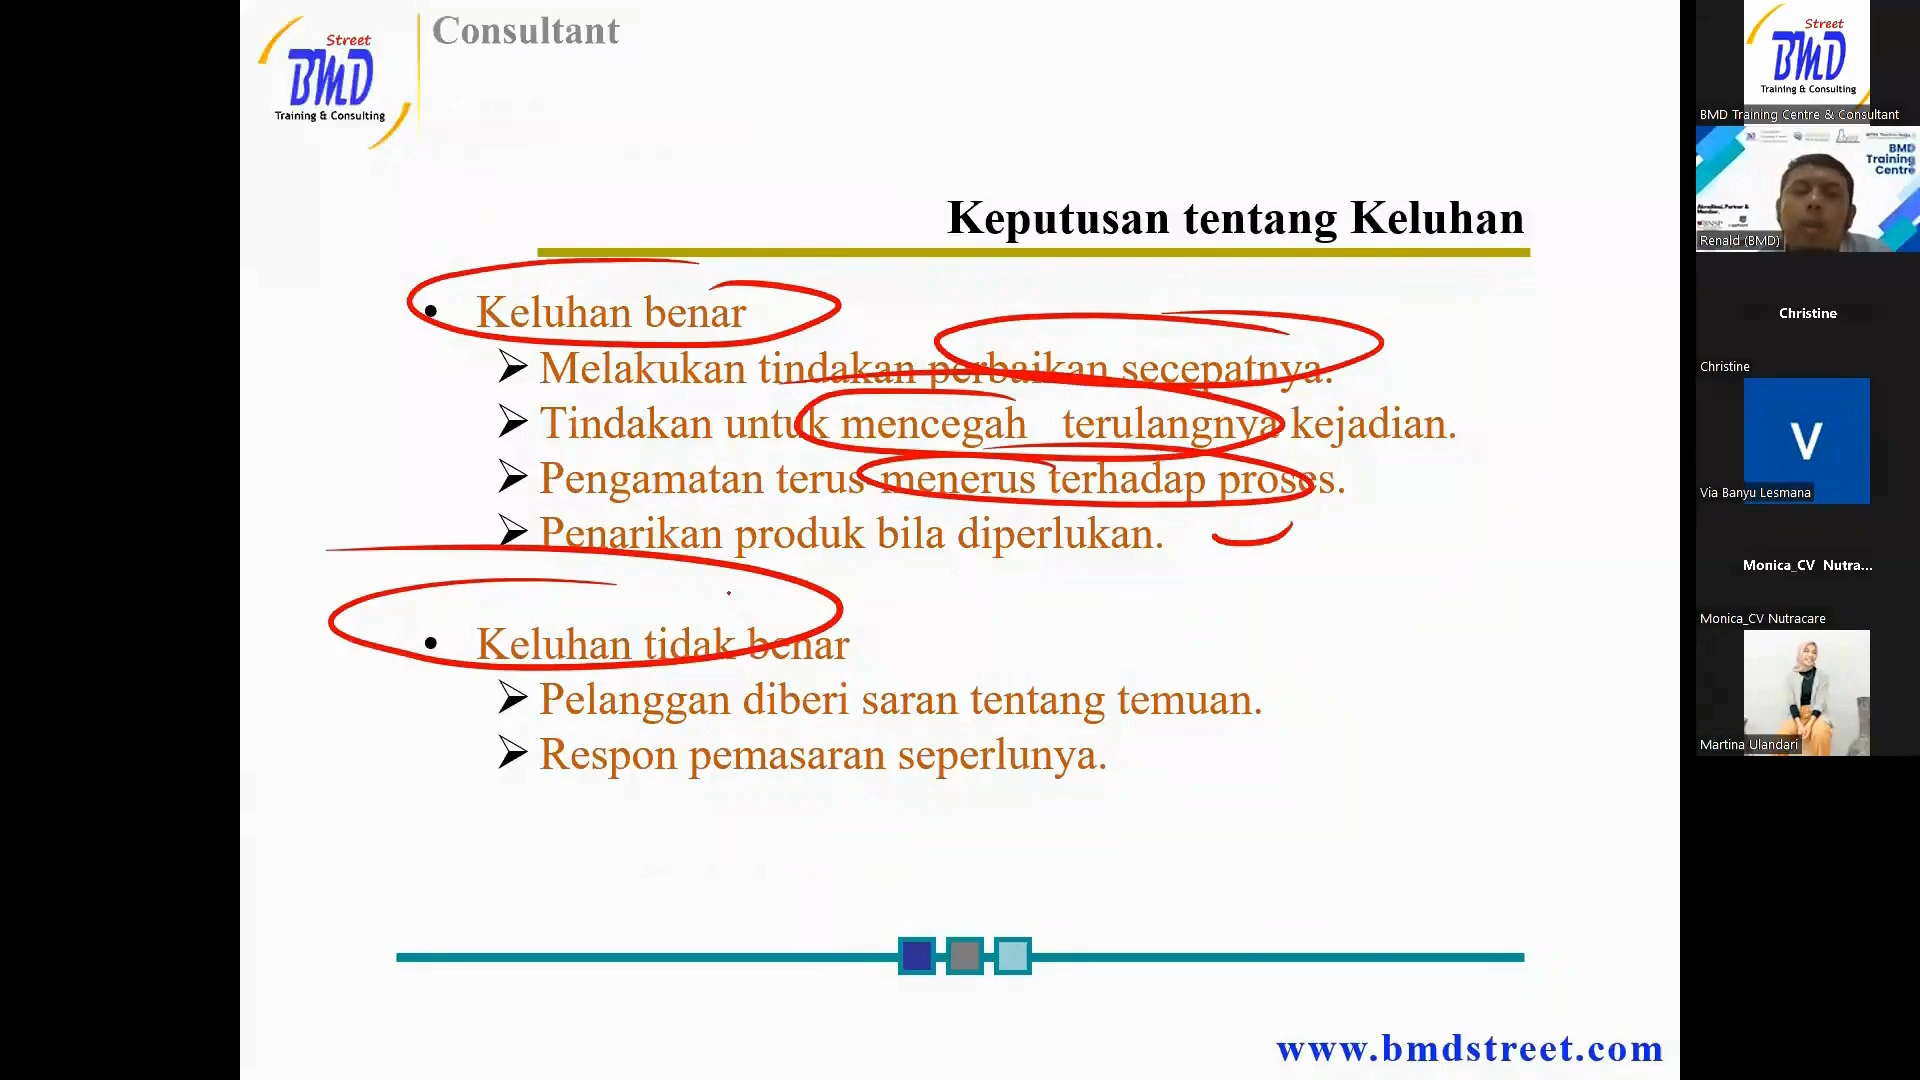 Street
BMD
Training & Consulting
Consultant
Keputusan tentang Keluhan
• Keluhan benar
➢ Melakukan tindakan perbaikan secepatnya.
➢ Tindakan untuk mencegah terulangnya kejadian.
➢ Pengamatan terus menerus terhadap proses.
➢ Penarikan produk bila diperlukan.
• Keluhan tidak benar
➢ Pelanggan diberi saran tentang temuan.
➢ Respon pemasaran seperlunya.
www.bmdstreet.com
Street
BMD
Training & Consulting
BMD Training Centre & Consultant
BMD
Training
Centre
Renald (BMD)
Christine
Christine
V
Via Banyu Lesmana
Monica_CV Nutra...
Monica_CV Nutracare
Martina Ulandari